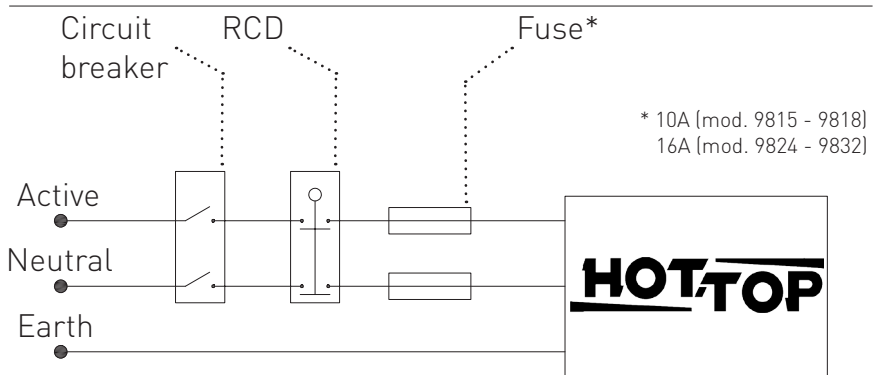 Circuit breaker
RCD
Fuse*
* 10A (mod. 9815 - 9818)
16A (mod. 9824 - 9832)
Active
Neutral
Earth
HOT-TOP